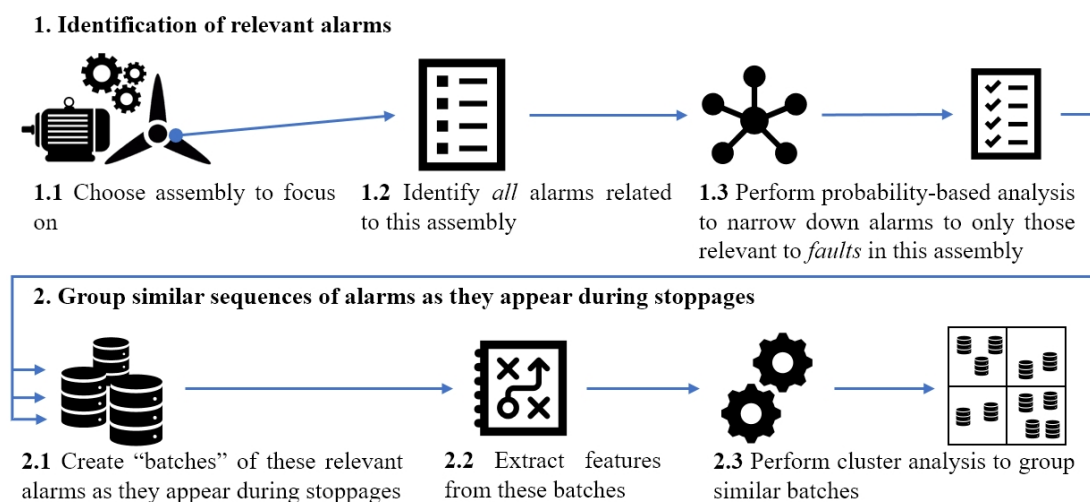 1. Identification of relevant alarms
1.1 Choose assembly to focus
on
1.2 Identify all alarms related
to this assembly
1.3 Perform probability-based analysis
to narrow down alarms to only those
relevant to faults in this assembly
2. Group similar sequences of alarms as they appear during stoppages
2.1 Create “batches” of these relevant
alarms as they appear during stoppages
2.2 Extract features
from these batches
2.3 Perform cluster analysis to group
similar batches